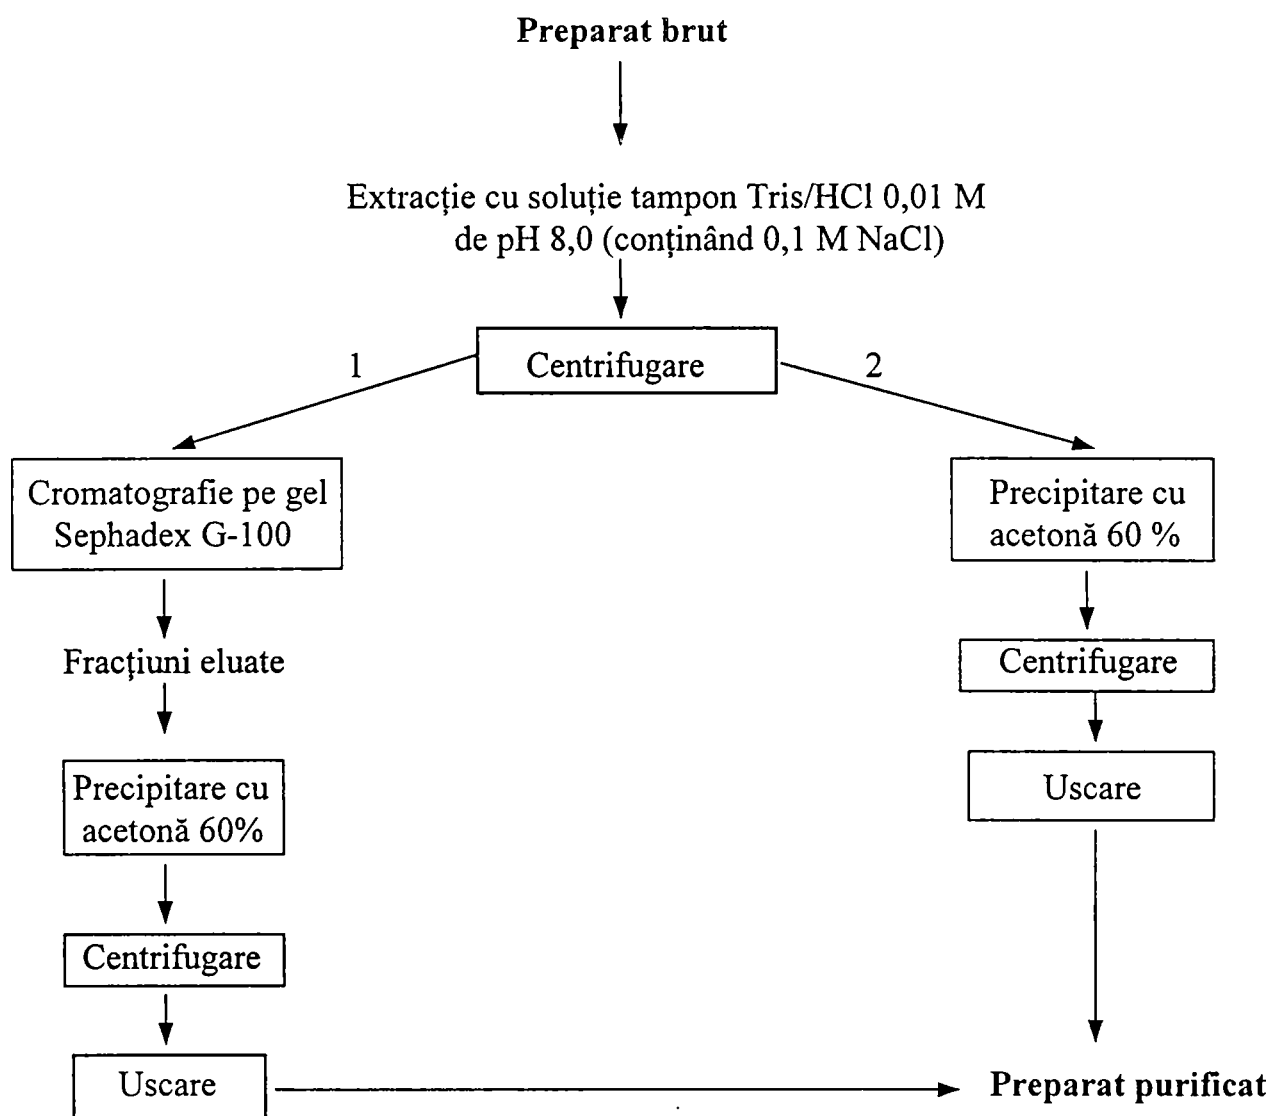 Preparat brut
Extracție cu soluție tampon Tris/HCl 0,01 M
de pH 8,0 (conținând 0,1 M NaCl)
Centrifugare
1
2
Cromatografie pe gel
Sephadex G-100
Fracțiuni eluate
Precipitare cu
acetonă 60%
Centrifugare
Uscare
Precipitare cu
acetonă 60 %
Centrifugare
Uscare
Preparat purificat